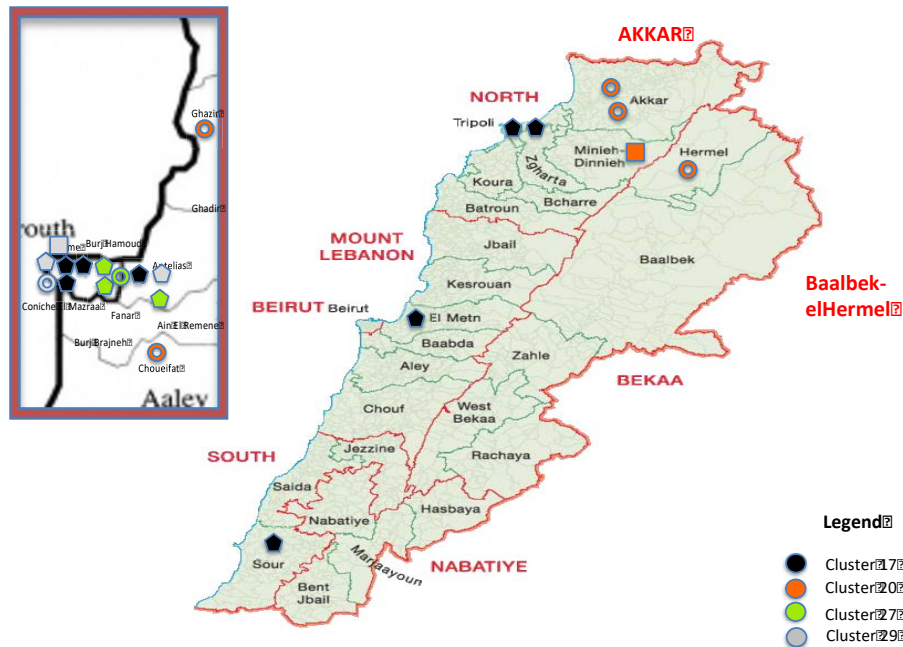 Ghazir
Ghadir
routh
Burj Hamoud
Antelias
Coniche El Mazraa
Fanar
Ain El Remene
Burj Brajneh
Choueifat
Aaley
AKKAR
NORTH
Akkar
Tripoli
Minieh-
Dinnieh
Hermel
Zgharta
Koura
Bcharre
Batroun
MOUNT
LEBANON
Jbail
Baalbek
Kesrouan
Baalbek-
elHermel
BEIRUT
Beirut
El Metn
Baabda
Zahle
Aley
BEKAA
Chouf
West
Bekaa
SOUTH
Jezzine
Rachaya
Saida
Hasbaya
Nabatiye
Marjaayoun
Sour
NABATIYE
Bent
Jbail
Legend
Cluster 17
Cluster 20
Cluster 27
Cluster 29